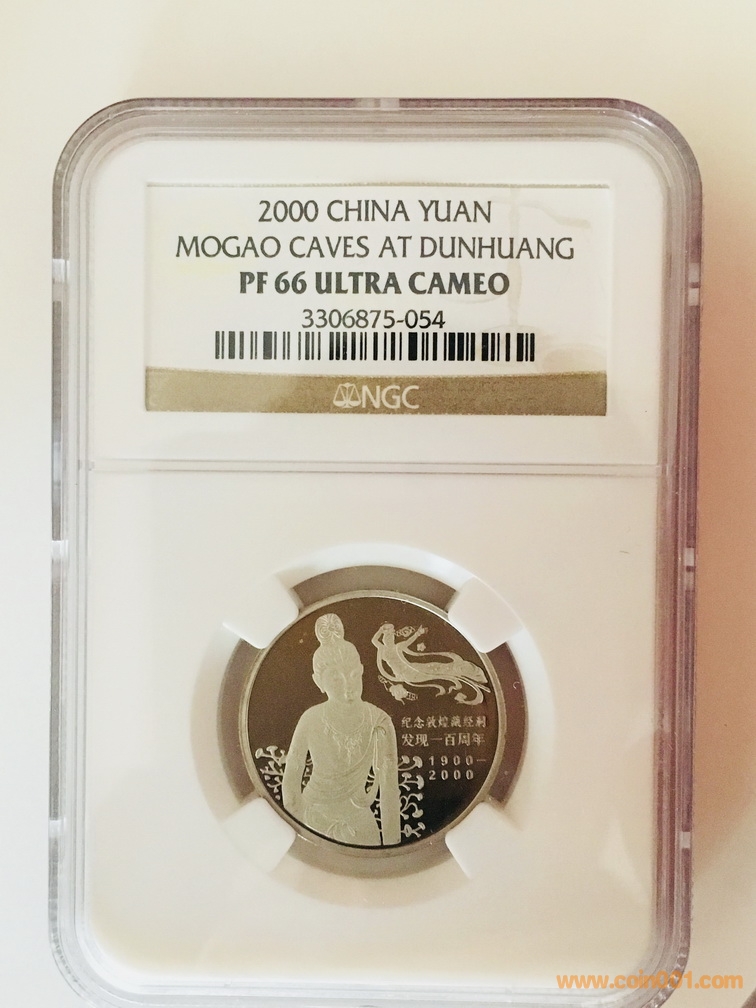 2000 CHINA YUAN
MOGAO CAVES AT DUNHUANG
PF 66 ULTRA CAMEO
3306875-054
NGC
纪念敦煌藏经洞
发现一百周年
1900—
2000
www.coin001.com